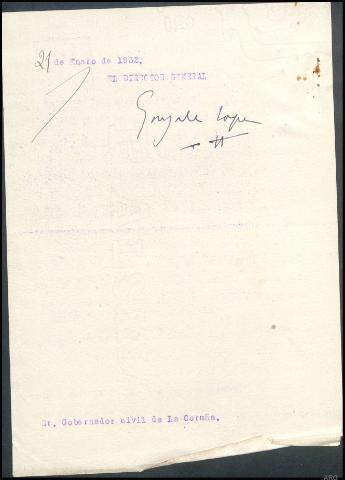 21 de Enero de 1932.
EL DIRECTOR GENERAL
Gonzalo Lopez
Sr. Gobernador civil de La Coruña.